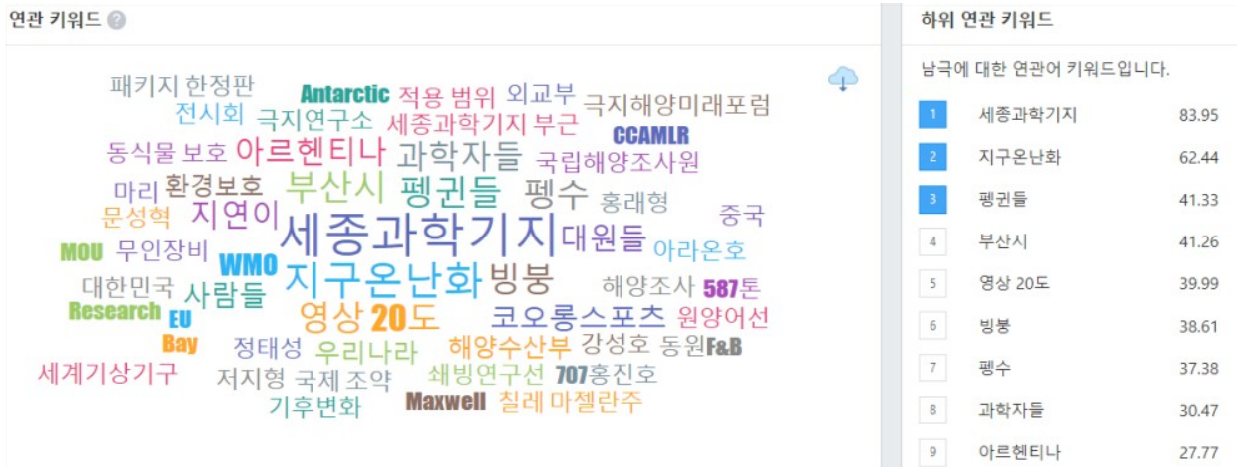 연관 키워드 ?
패키지 한정판
Antarctic 적용 범위 외교부 극지해양미래포럼
전시회 극지연구소 세종과학기지 부근 CCAMLR
동식물 보호 아르헨티나 과학자들 국립해양조사원
마리 환경보호 부산시 펭귄들 펭수 홍래형
문성혁 지연이 세종과학기지 대원들 중국
MOU 무인장비 WMO 지구온난화 빙붕 아라온호
대한민국 사람들 해양조사 587톤
Research EU 영상 20도 코오롱스포츠 원양어선
Bay 정태성 우리나라 해양수산부 강성호 동원F&B
세계기상기구 저지형 국제 조약 쇄빙연구선 707홍진호
기후변화 Maxwell 칠레 마젤란주
하위 연관 키워드
남극에 대한 연관어 키워드입니다.
1 세종과학기지 83.95
2 지구온난화 62.44
3 펭귄들 41.33
4 부산시 41.26
5 영상 20도 39.99
6 빙붕 38.61
7 펭수 37.38
8 과학자들 30.47
9 아르헨티나 27.77